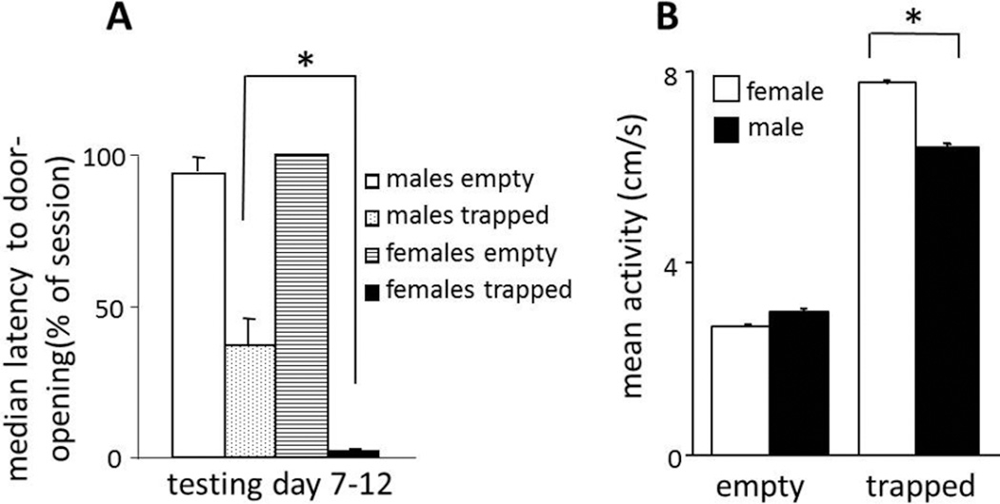 A
median latency to door-
opening(% of session)
100
50
0
*
males empty
males trapped
females empty
females trapped
testing day 7-12
B
mean activity (cm/s)
8
4
0
female
male
*
empty
trapped